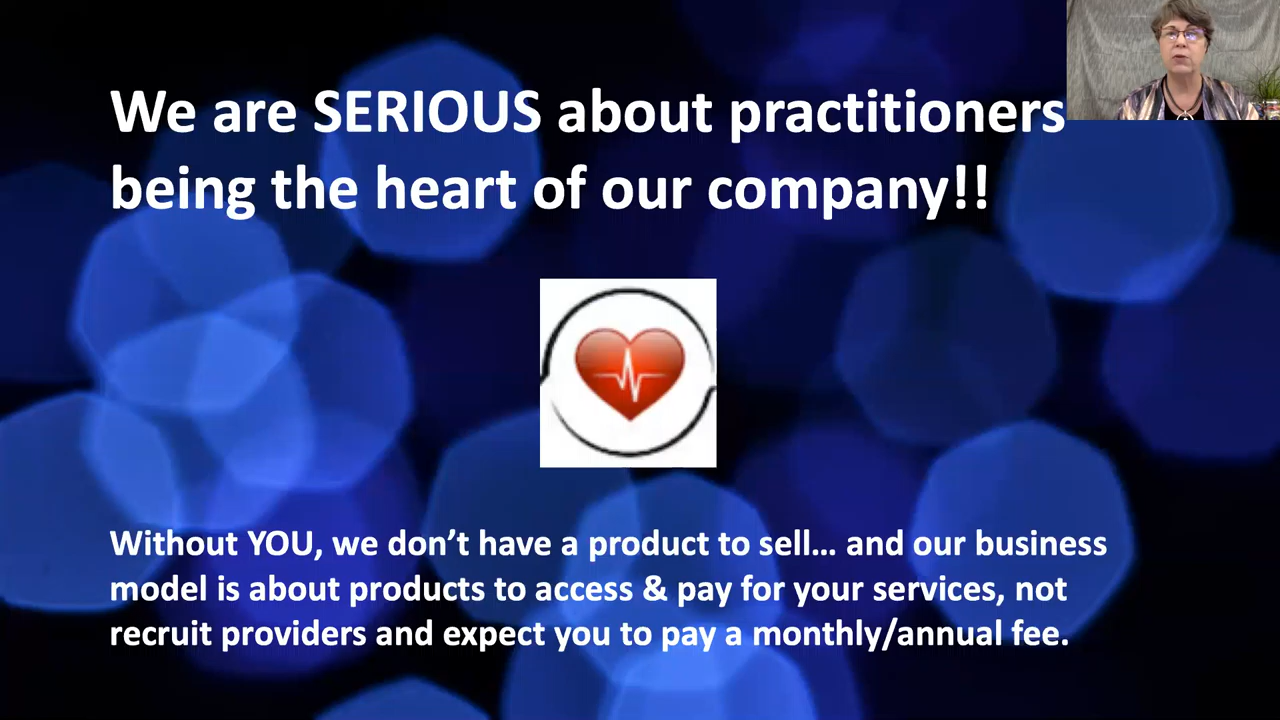 We are SERIOUS about practitioners
being the heart of our company!!
Without YOU, we don’t have a product to sell… and our business
model is about products to access & pay for your services, not
recruit providers and expect you to pay a monthly/annual fee.